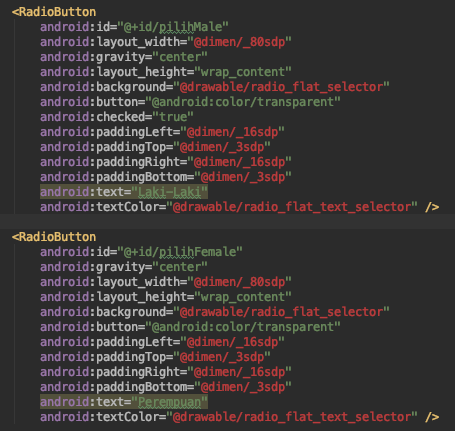 <RadioButton
android:id="@+id/pilihMale"
android:layout_width="@dimen/_80sdp"
android:gravity="center"
android:layout_height="wrap_content"
android:background="@drawable/radio_flat_selector"
android:button="@android:color/transparent"
android:checked="true"
android:paddingLeft="@dimen/_16sdp"
android:paddingTop="@dimen/_3sdp"
android:paddingRight="@dimen/_16sdp"
android:paddingBottom="@dimen/_3sdp"
android:text="Laki-Laki"
android:textColor="@drawable/radio_flat_text_selector" />
<RadioButton
android:id="@+id/pilihFemale"
android:gravity="center"
android:layout_width="@dimen/_80sdp"
android:layout_height="wrap_content"
android:background="@drawable/radio_flat_selector"
android:button="@android:color/transparent"
android:paddingLeft="@dimen/_16sdp"
android:paddingTop="@dimen/_3sdp"
android:paddingRight="@dimen/_16sdp"
android:paddingBottom="@dimen/_3sdp"
android:text="Perempuan"
android:textColor="@drawable/radio_flat_text_selector" />